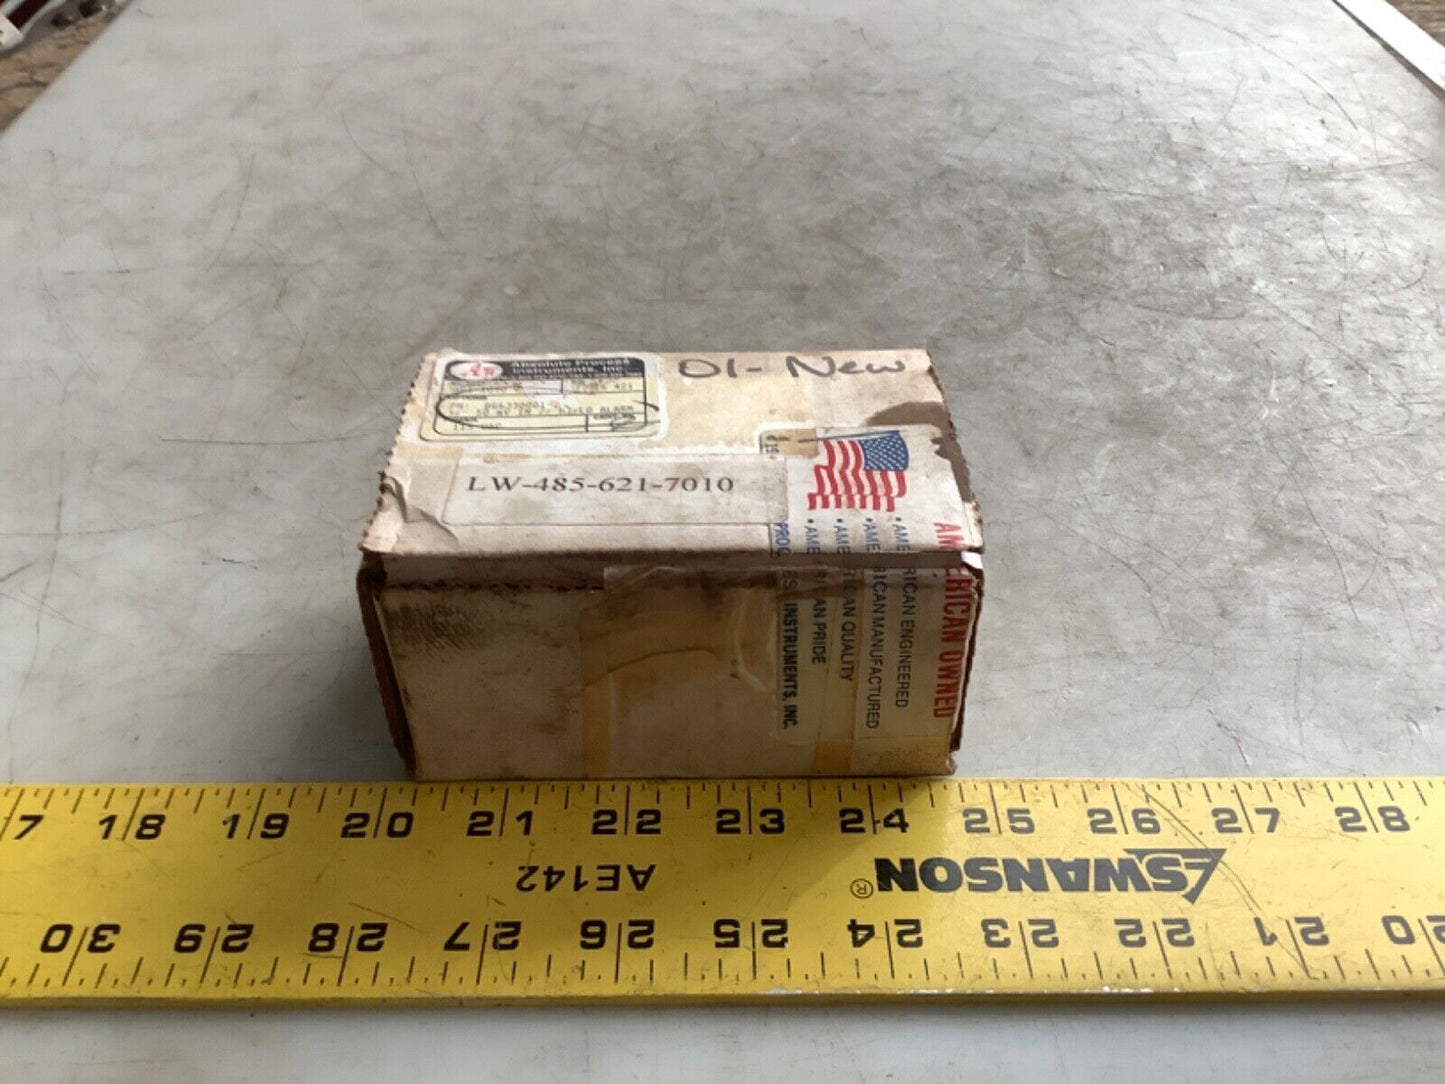 Absolute Process
Instruments, Inc.
01- New
LW-485-621-7010
AMERICAN OWNED
• AMERICAN ENGINEERED
• AMERICAN MANUFACTURED
• AMERICAN QUALITY
• AMERICAN PRIDE
INSTRUMENTS, INC.
18 19 20 21 22 23 24 25 26 27 28
AE142
SWANSON®
30 29 28 27 26 25 24 23 22 21 20